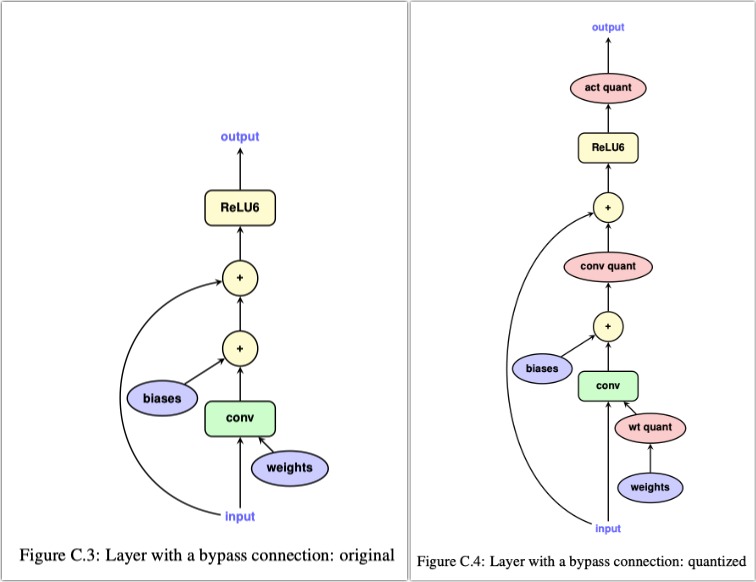 output
ReLU6
+
+
biases
conv
weights
input
Figure C.3: Layer with a bypass connection: original
output
act quant
ReLU6
+
conv quant
+
biases
conv
wt quant
weights
input
Figure C.4: Layer with a bypass connection: quantized